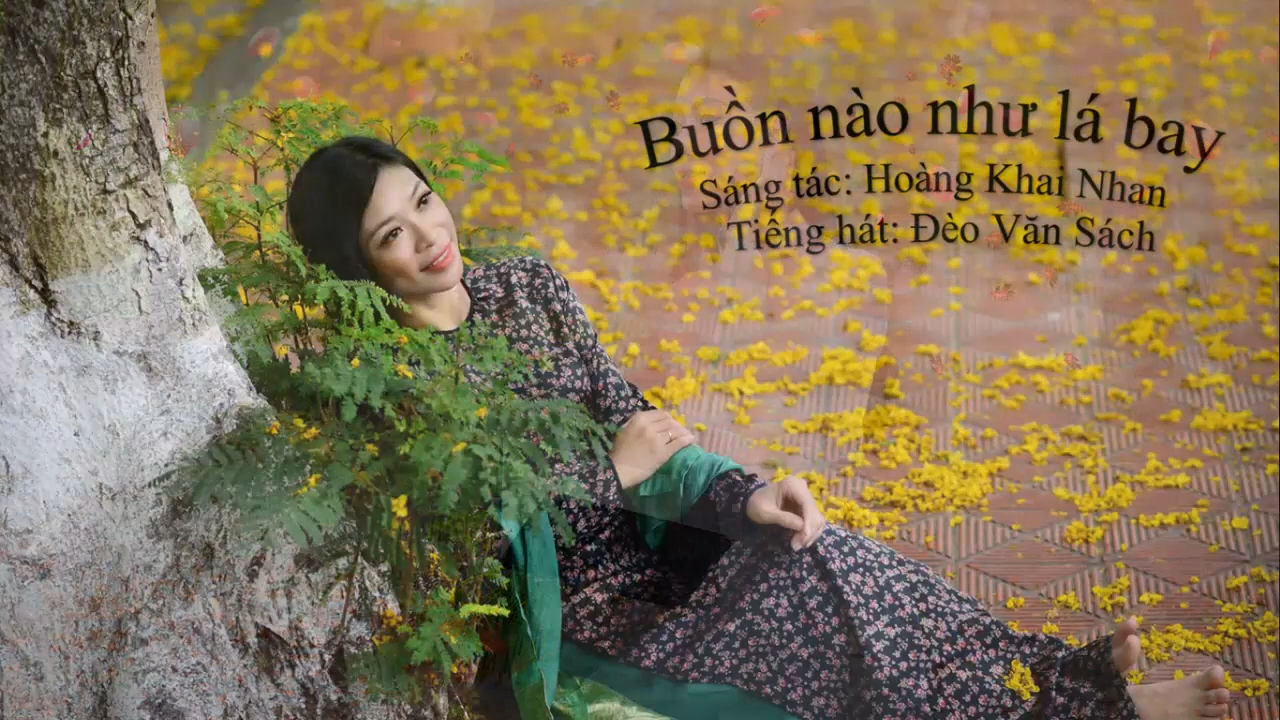 Buồn nào như lá bay
Sáng tác: Hoàng Khai Nhan
Tiếng hát: Đèo Văn Sách